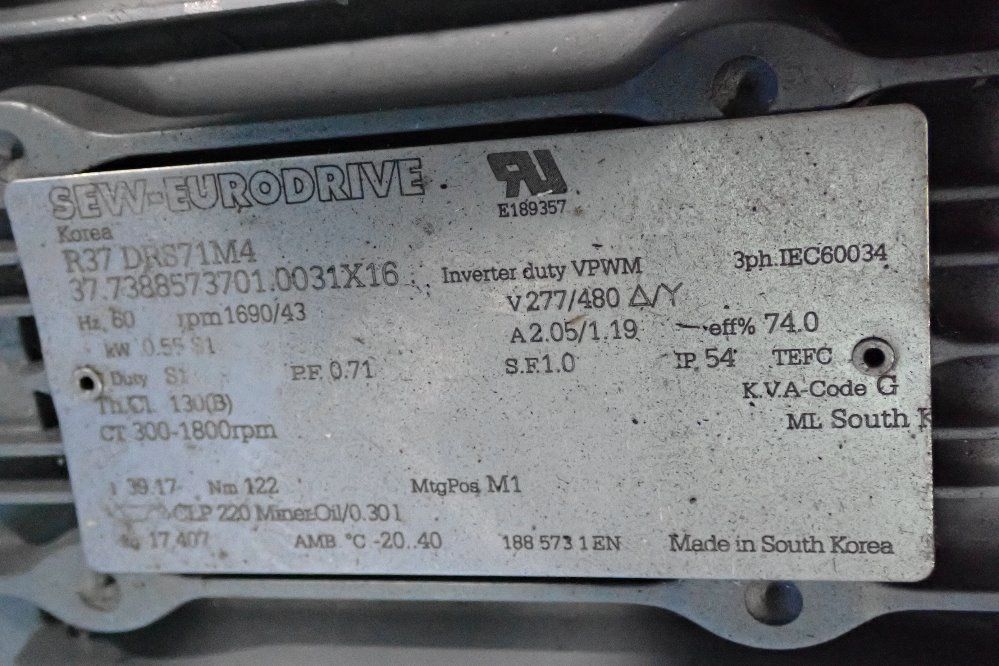 SEW-EURODRIVE
RU
E189357
Korea
R37 DRS71M4
37.7388573701.0031X16 Inverter duty VPWM 3ph.IEC60034
Hz 60 rpm 1690/43 V 277/480 Δ/Y
kW 0.55 S1 A 2.05/1.19 eff% 74.0
Duty S1 P.F. 0.71 S.F.1.0 IP 54 TEFC
Th.Cl. 130(B) K.V.A-Code G
CT 300-1800rpm ML South K
i 39.17 Nm 122 MtgPos M1
CLP 220 Miner.Oil/0.30 l
kg 17.407 AMB °C -20..40 188 573 1 EN Made in South Korea